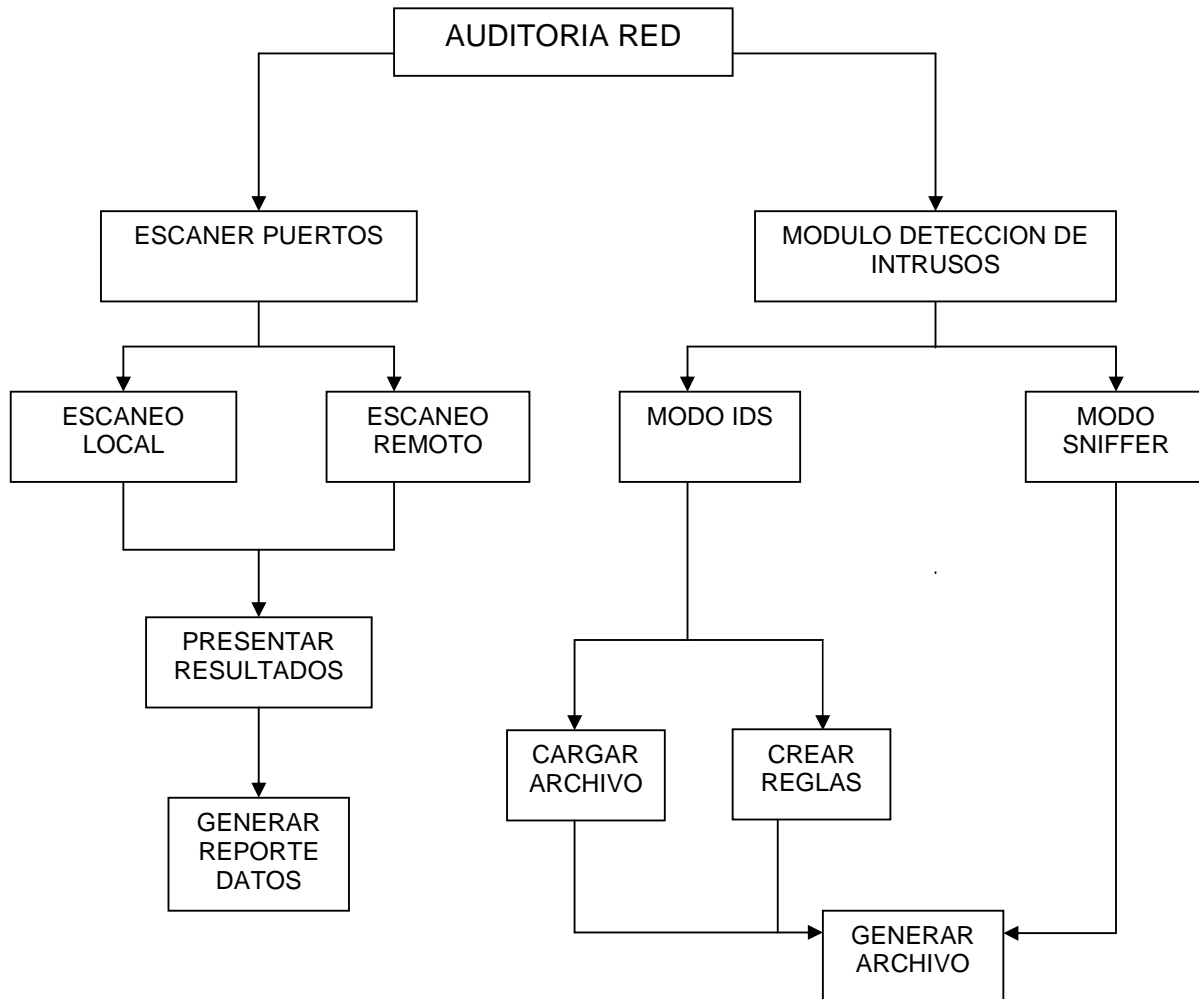 AUDITORIA RED
ESCANER PUERTOS
MODULO DETECCION DE
INTRUSOS
ESCANEO
LOCAL
ESCANEO
REMOTO
MODO IDS
MODO
SNIFFER
PRESENTAR
RESULTADOS
CARGAR
ARCHIVO
CREAR
REGLAS
GENERAR
REPORTE
DATOS
GENERAR
ARCHIVO